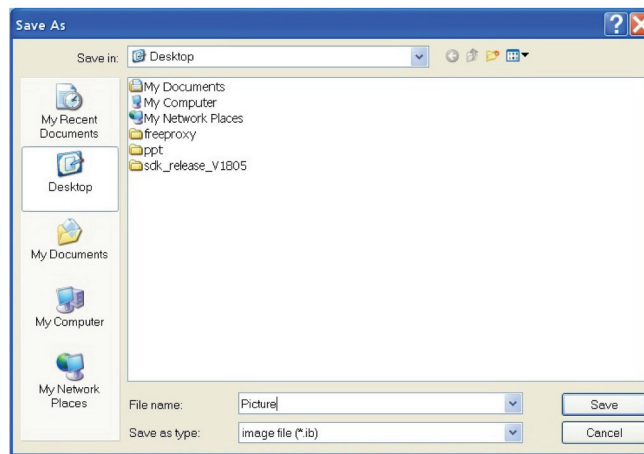 Save As
Save in:
Desktop
My Recent
Documents
Desktop
My Documents
My Computer
My Network
Places
My Documents
My Computer
My Network Places
freeproxy
ppt
sdk_release_V1805
File name:
Picture
Save
Save as type:
image file (*.ib)
Cancel